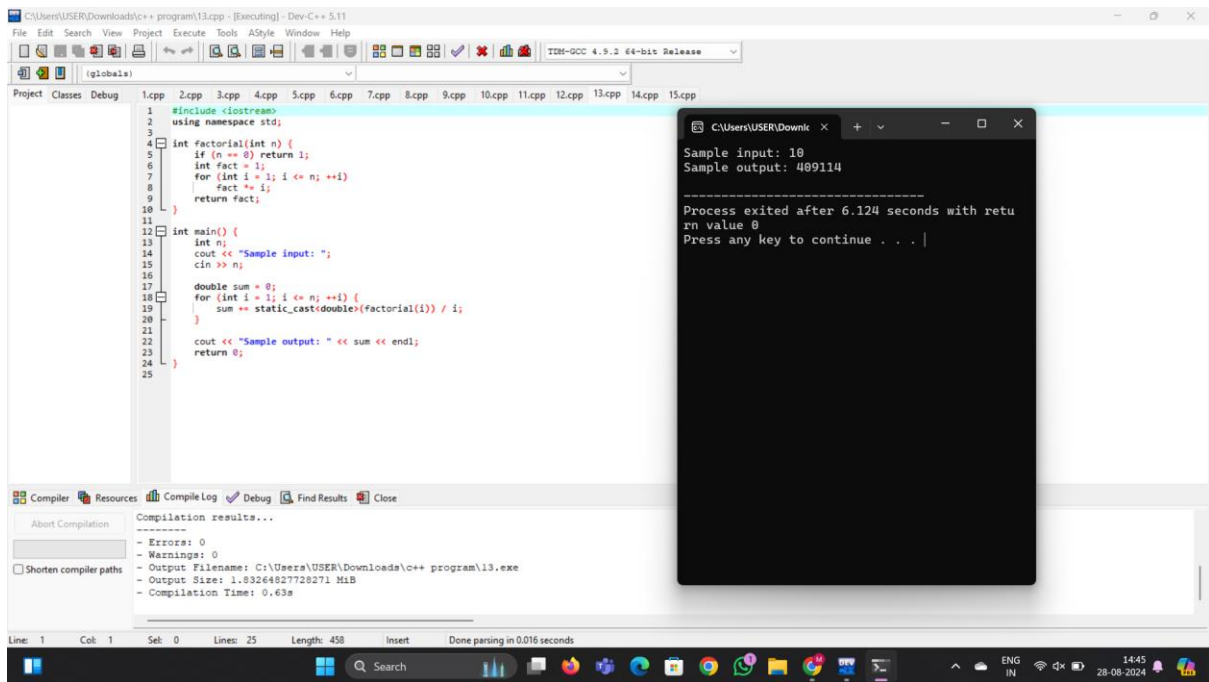 C:\Users\USER\Downloads\c++ program\13.cpp - [Executing] - Dev-C++ 5.11
File Edit Search View Project Execute Tools AStyle Window Help
TDM-GCC 4.9.2 64-bit Release
(globals)
Project Classes Debug
1.cpp 2.cpp 3.cpp 4.cpp 5.cpp 6.cpp 7.cpp 8.cpp 9.cpp 10.cpp 11.cpp 12.cpp 13.cpp 14.cpp 15.cpp
1 #include <iostream>
2 using namespace std;
3
4 int factorial(int n) {
5 if (n == 0) return 1;
6 int fact = 1;
7 for (int i = 1; i <= n; ++i)
8 fact *= i;
9 return fact;
10 }
11
12 int main() {
13 int n;
14 cout << "Sample input: ";
15 cin >> n;
16
17 double sum = 0;
18 for (int i = 1; i <= n; ++i) {
19 sum += static_cast<double>(factorial(i)) / i;
20 }
21
22 cout << "Sample output: " << sum << endl;
23 return 0;
24 }
25
C:\Users\USER\Downlc
Sample input: 10
Sample output: 409114
--------------------------------
Process exited after 6.124 seconds with retu
rn value 0
Press any key to continue . . .
Compiler Resources Compile Log Debug Find Results Close
Abort Compilation
Shorten compiler paths
Compilation results...
--------
- Errors: 0
- Warnings: 0
- Output Filename: C:\Users\USER\Downloads\c++ program\13.exe
- Output Size: 1.83264827728271 MiB
- Compilation Time: 0.63s
Line: 1 Col: 1 Sel: 0 Lines: 25 Length: 458 Insert Done parsing in 0.016 seconds
Search
ENG
IN
14:45
28-08-2024